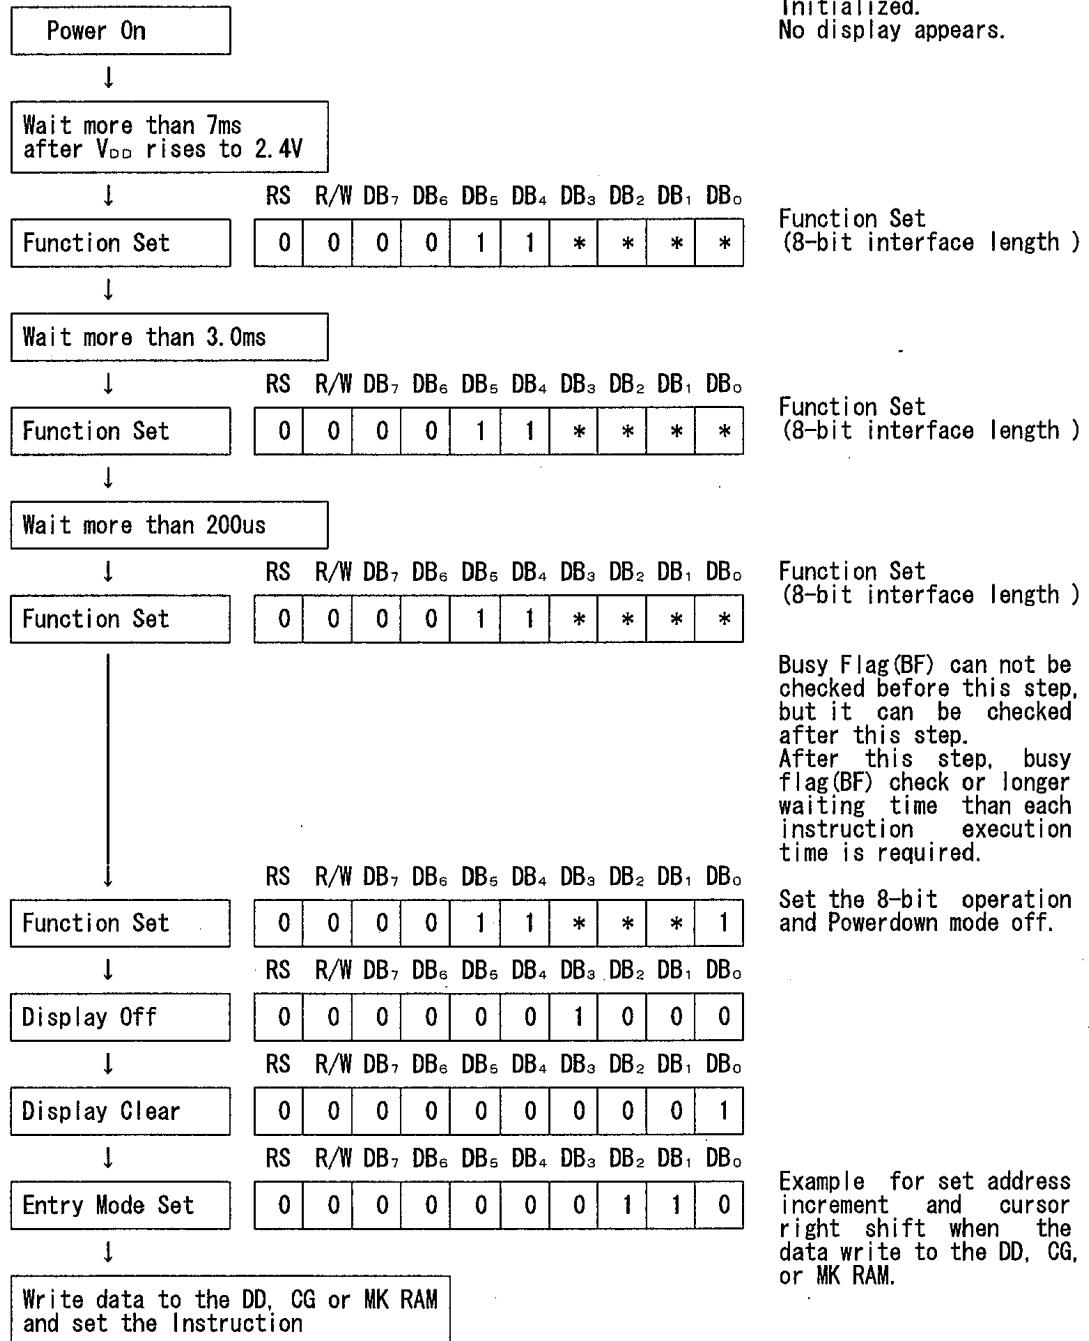 Initialized.
Power On
No display appears.
↓
Wait more than 7ms
after VDD rises to 2.4V
↓ RS R/W DB7 DB6 DB5 DB4 DB3 DB2 DB1 DB0
Function Set 0 0 0 0 1 1 * * * *
Function Set
(8-bit interface length )
↓
Wait more than 3.0ms
↓ RS R/W DB7 DB6 DB5 DB4 DB3 DB2 DB1 DB0
Function Set 0 0 0 0 1 1 * * * *
Function Set
(8-bit interface length )
↓
Wait more than 200us
↓ RS R/W DB7 DB6 DB5 DB4 DB3 DB2 DB1 DB0
Function Set 0 0 0 0 1 1 * * * *
Function Set
(8-bit interface length )
Busy Flag(BF) can not be
checked before this step,
but it can be checked
after this step.
After this step, busy
flag(BF) check or longer
waiting time than each
instruction execution
time is required.
↓ RS R/W DB7 DB6 DB5 DB4 DB3 DB2 DB1 DB0
Function Set 0 0 0 0 1 1 * * * 1
Set the 8-bit operation
and Powerdown mode off.
↓ RS R/W DB7 DB6 DB5 DB4 DB3 DB2 DB1 DB0
Display Off 0 0 0 0 0 0 1 0 0 0
↓ RS R/W DB7 DB6 DB5 DB4 DB3 DB2 DB1 DB0
Display Clear 0 0 0 0 0 0 0 0 0 1
↓ RS R/W DB7 DB6 DB5 DB4 DB3 DB2 DB1 DB0
Entry Mode Set 0 0 0 0 0 0 0 1 1 0
Example for set address
increment and cursor
right shift when the
data write to the DD, CG,
or MK RAM.
↓
Write data to the DD, CG or MK RAM
and set the Instruction